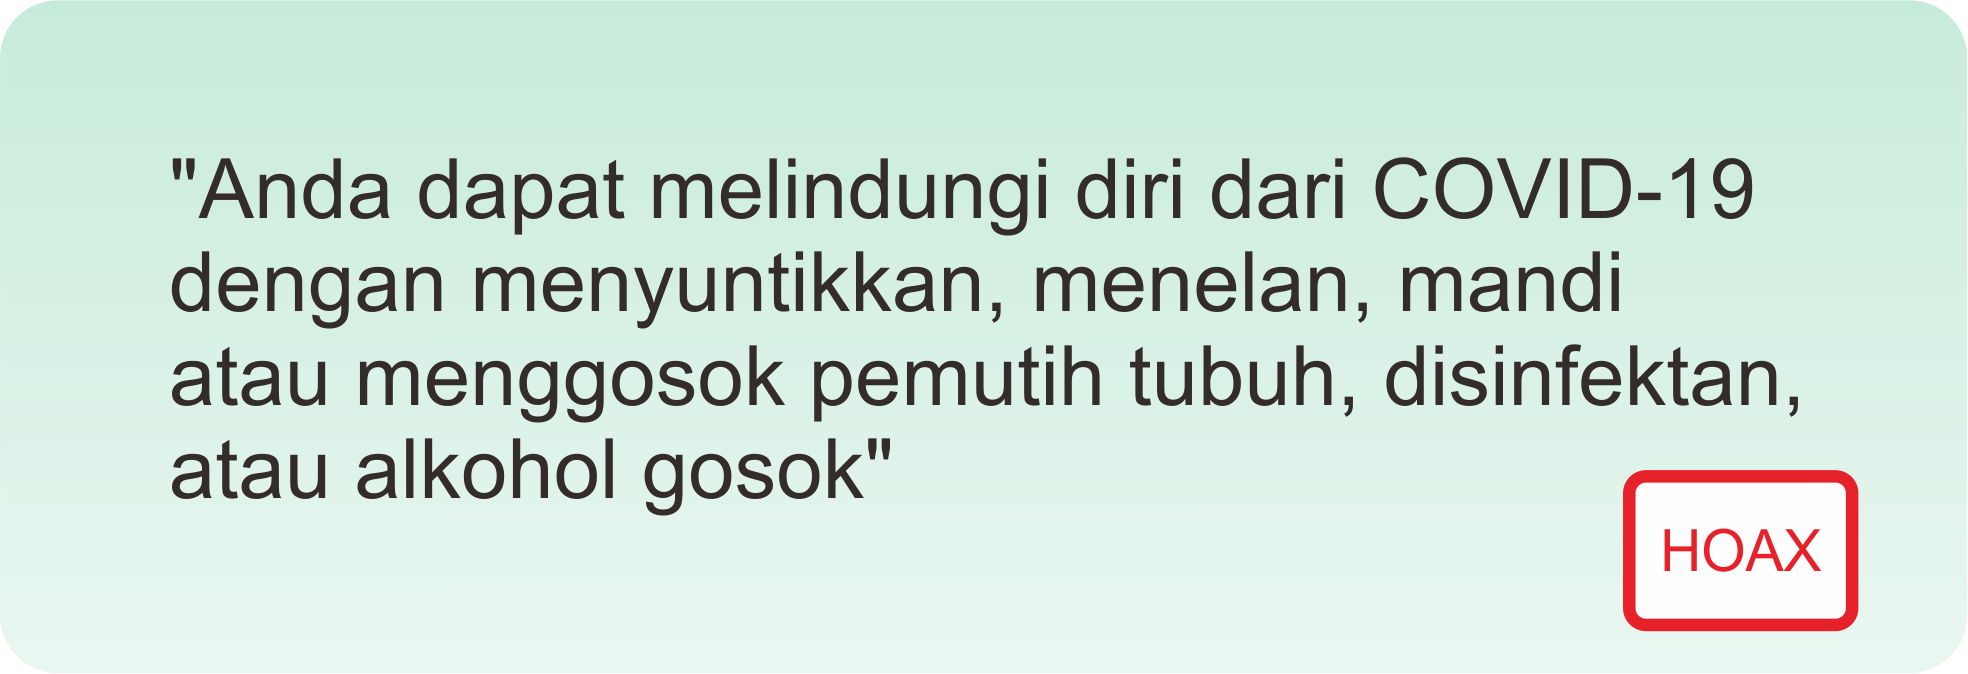 "Anda dapat melindungi diri dari COVID-19
dengan menyuntikkan, menelan, mandi
atau menggosok pemutih tubuh, disinfektan,
atau alkohol gosok"
HOAX